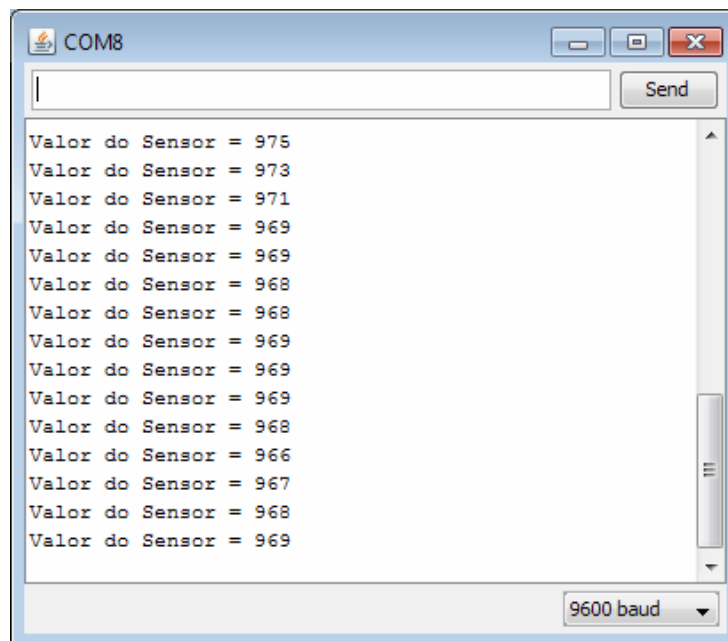 COM8
Send
Valor do Sensor = 975
Valor do Sensor = 973
Valor do Sensor = 971
Valor do Sensor = 969
Valor do Sensor = 969
Valor do Sensor = 968
Valor do Sensor = 968
Valor do Sensor = 969
Valor do Sensor = 969
Valor do Sensor = 969
Valor do Sensor = 968
Valor do Sensor = 966
Valor do Sensor = 967
Valor do Sensor = 968
Valor do Sensor = 969
9600 baud